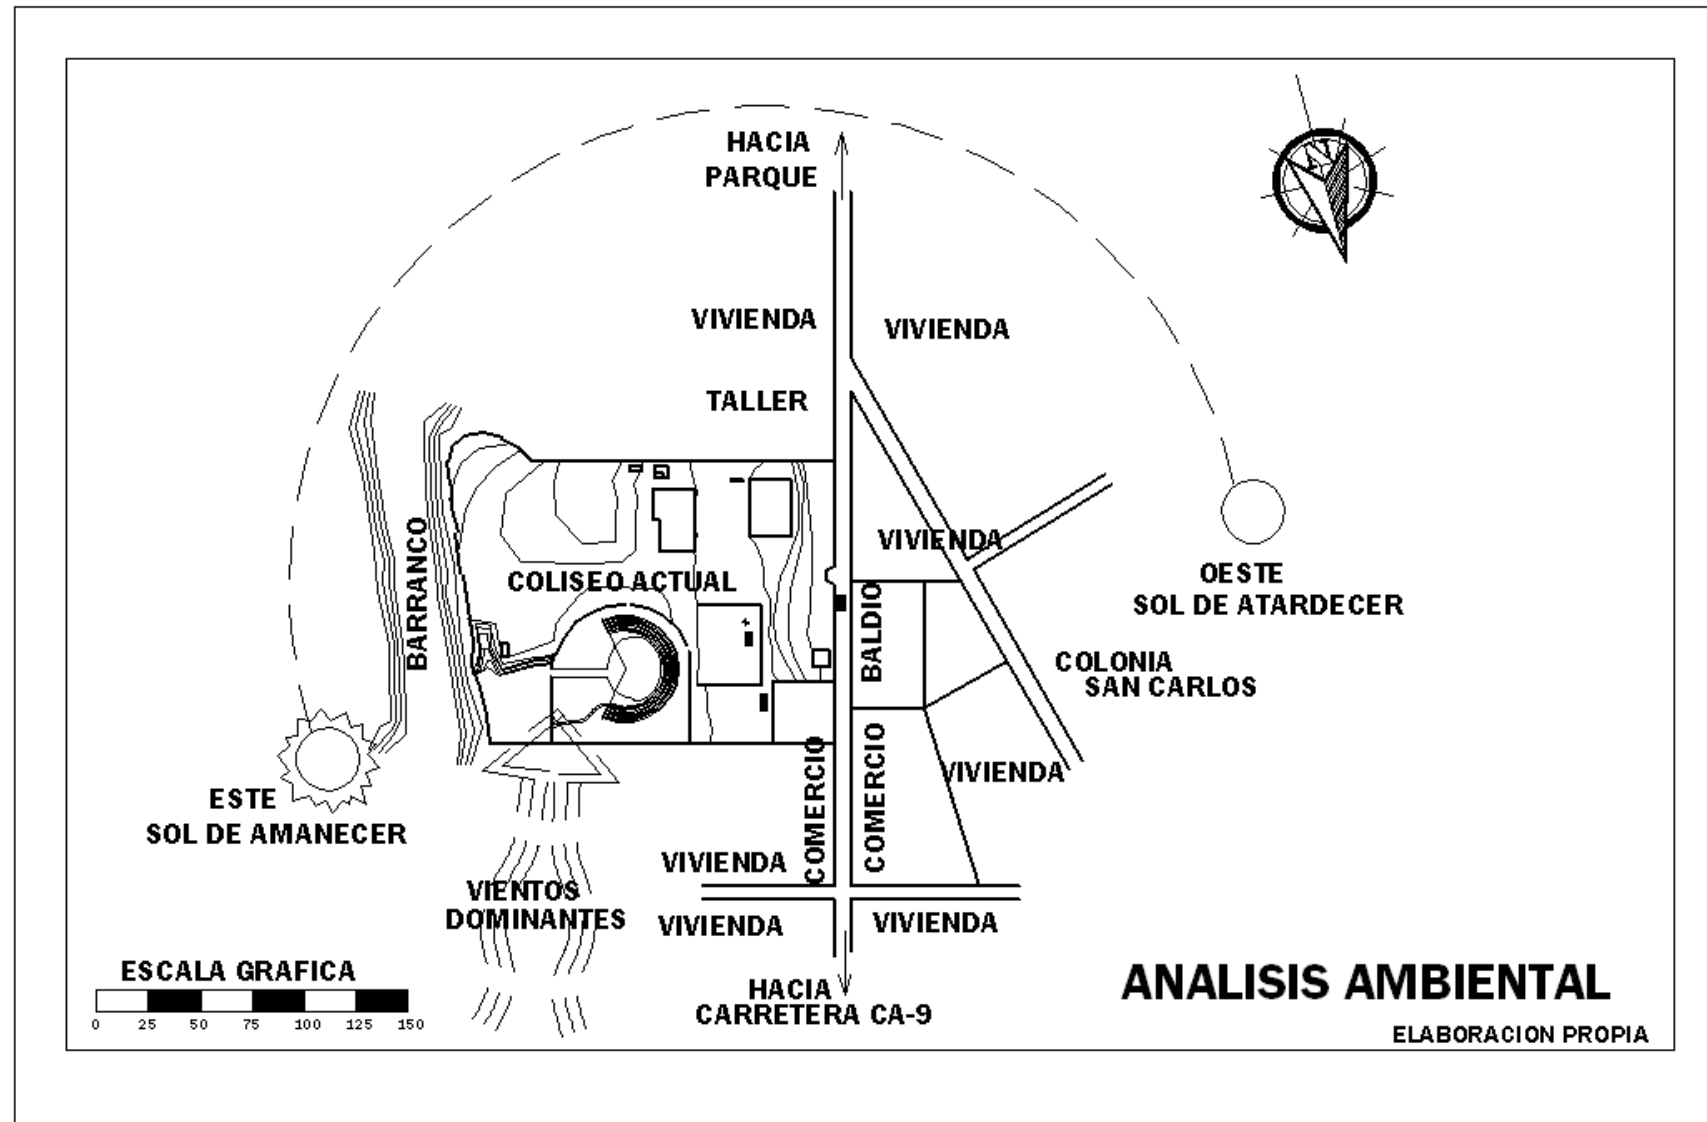 HACIA
PARQUE
N
VIVIENDA
VIVIENDA
TALLER
BARRANCO
VIVIENDA
COLISEO ACTUAL
OESTE
SOL DE ATARDECER
BALDIO
COLONIA
SAN CARLOS
ESTE
SOL DE AMANECER
COMERCIO
COMERCIO
VIVIENDA
VIVIENDA
VIENTOS
DOMINANTES
VIVIENDA
VIVIENDA
ESCALA GRAFICA
0 25 50 75 100 125 150
HACIA
CARRETERA CA-9
ANALISIS AMBIENTAL
ELABORACION PROPIA